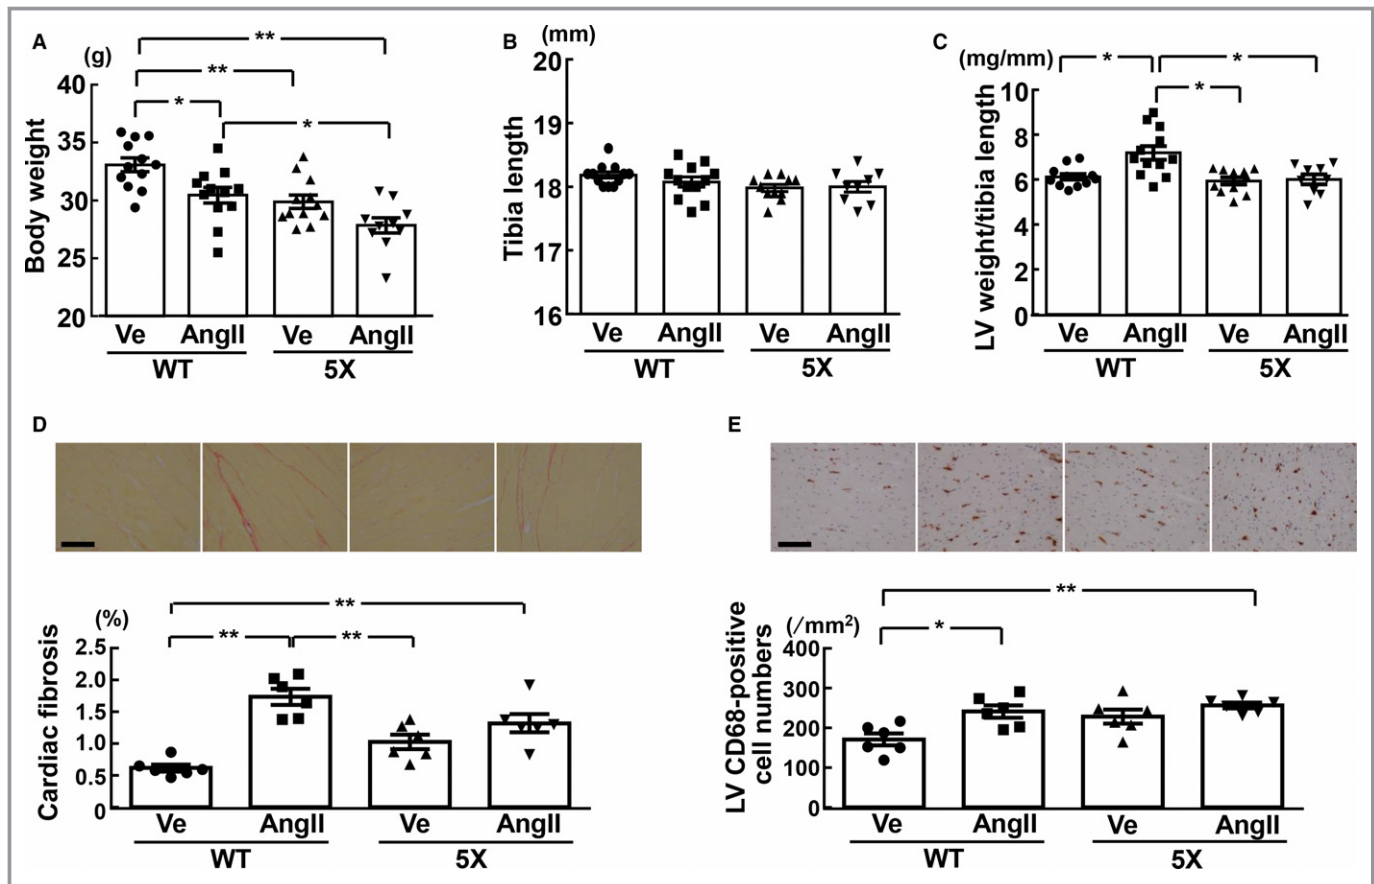 A
(g)
**
**
*
*
Body weight
40
35
30
25
20
Ve AngII Ve AngII
WT 5X
B
(mm)
Tibia length
20
19
18
17
16
Ve AngII Ve AngII
WT 5X
C
(mg/mm)
*
*
*
LV weight/tibia length
10
8
6
4
2
0
Ve AngII Ve AngII
WT 5X
D
(%)
**
**
**
Cardiac fibrosis
2.5
2.0
1.5
1.0
0.5
0
Ve AngII Ve AngII
WT 5X
E
(/mm²)
**
*
LV CD68-positive
cell numbers
400
300
200
100
0
Ve AngII Ve AngII
WT 5X